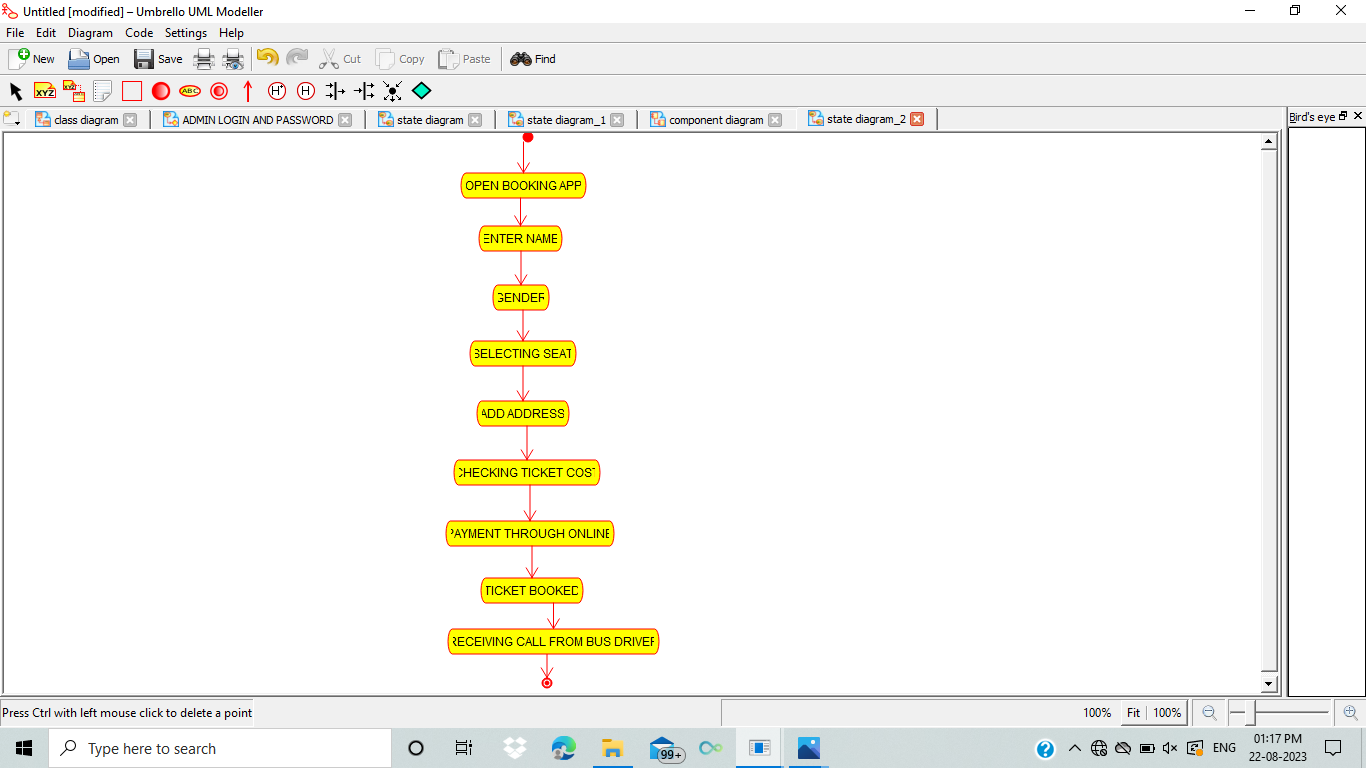 Untitled [modified] – Umbrello UML Modeller
File Edit Diagram Code Settings Help
New Open Save Cut Copy Paste Find
XYZ XYZ ABC H* H
class diagram ADMIN LOGIN AND PASSWORD state diagram state diagram_1 component diagram state diagram_2 Bird's eye
OPEN BOOKING APP
ENTER NAME
GENDER
SELECTING SEAT
ADD ADDRESS
CHECKING TICKET COST
PAYMENT THROUGH ONLINE
TICKET BOOKED
RECEIVING CALL FROM BUS DRIVER
Press Ctrl with left mouse click to delete a point 100% Fit 100%
Type here to search 99+ ENG 01:17 PM
22-08-2023